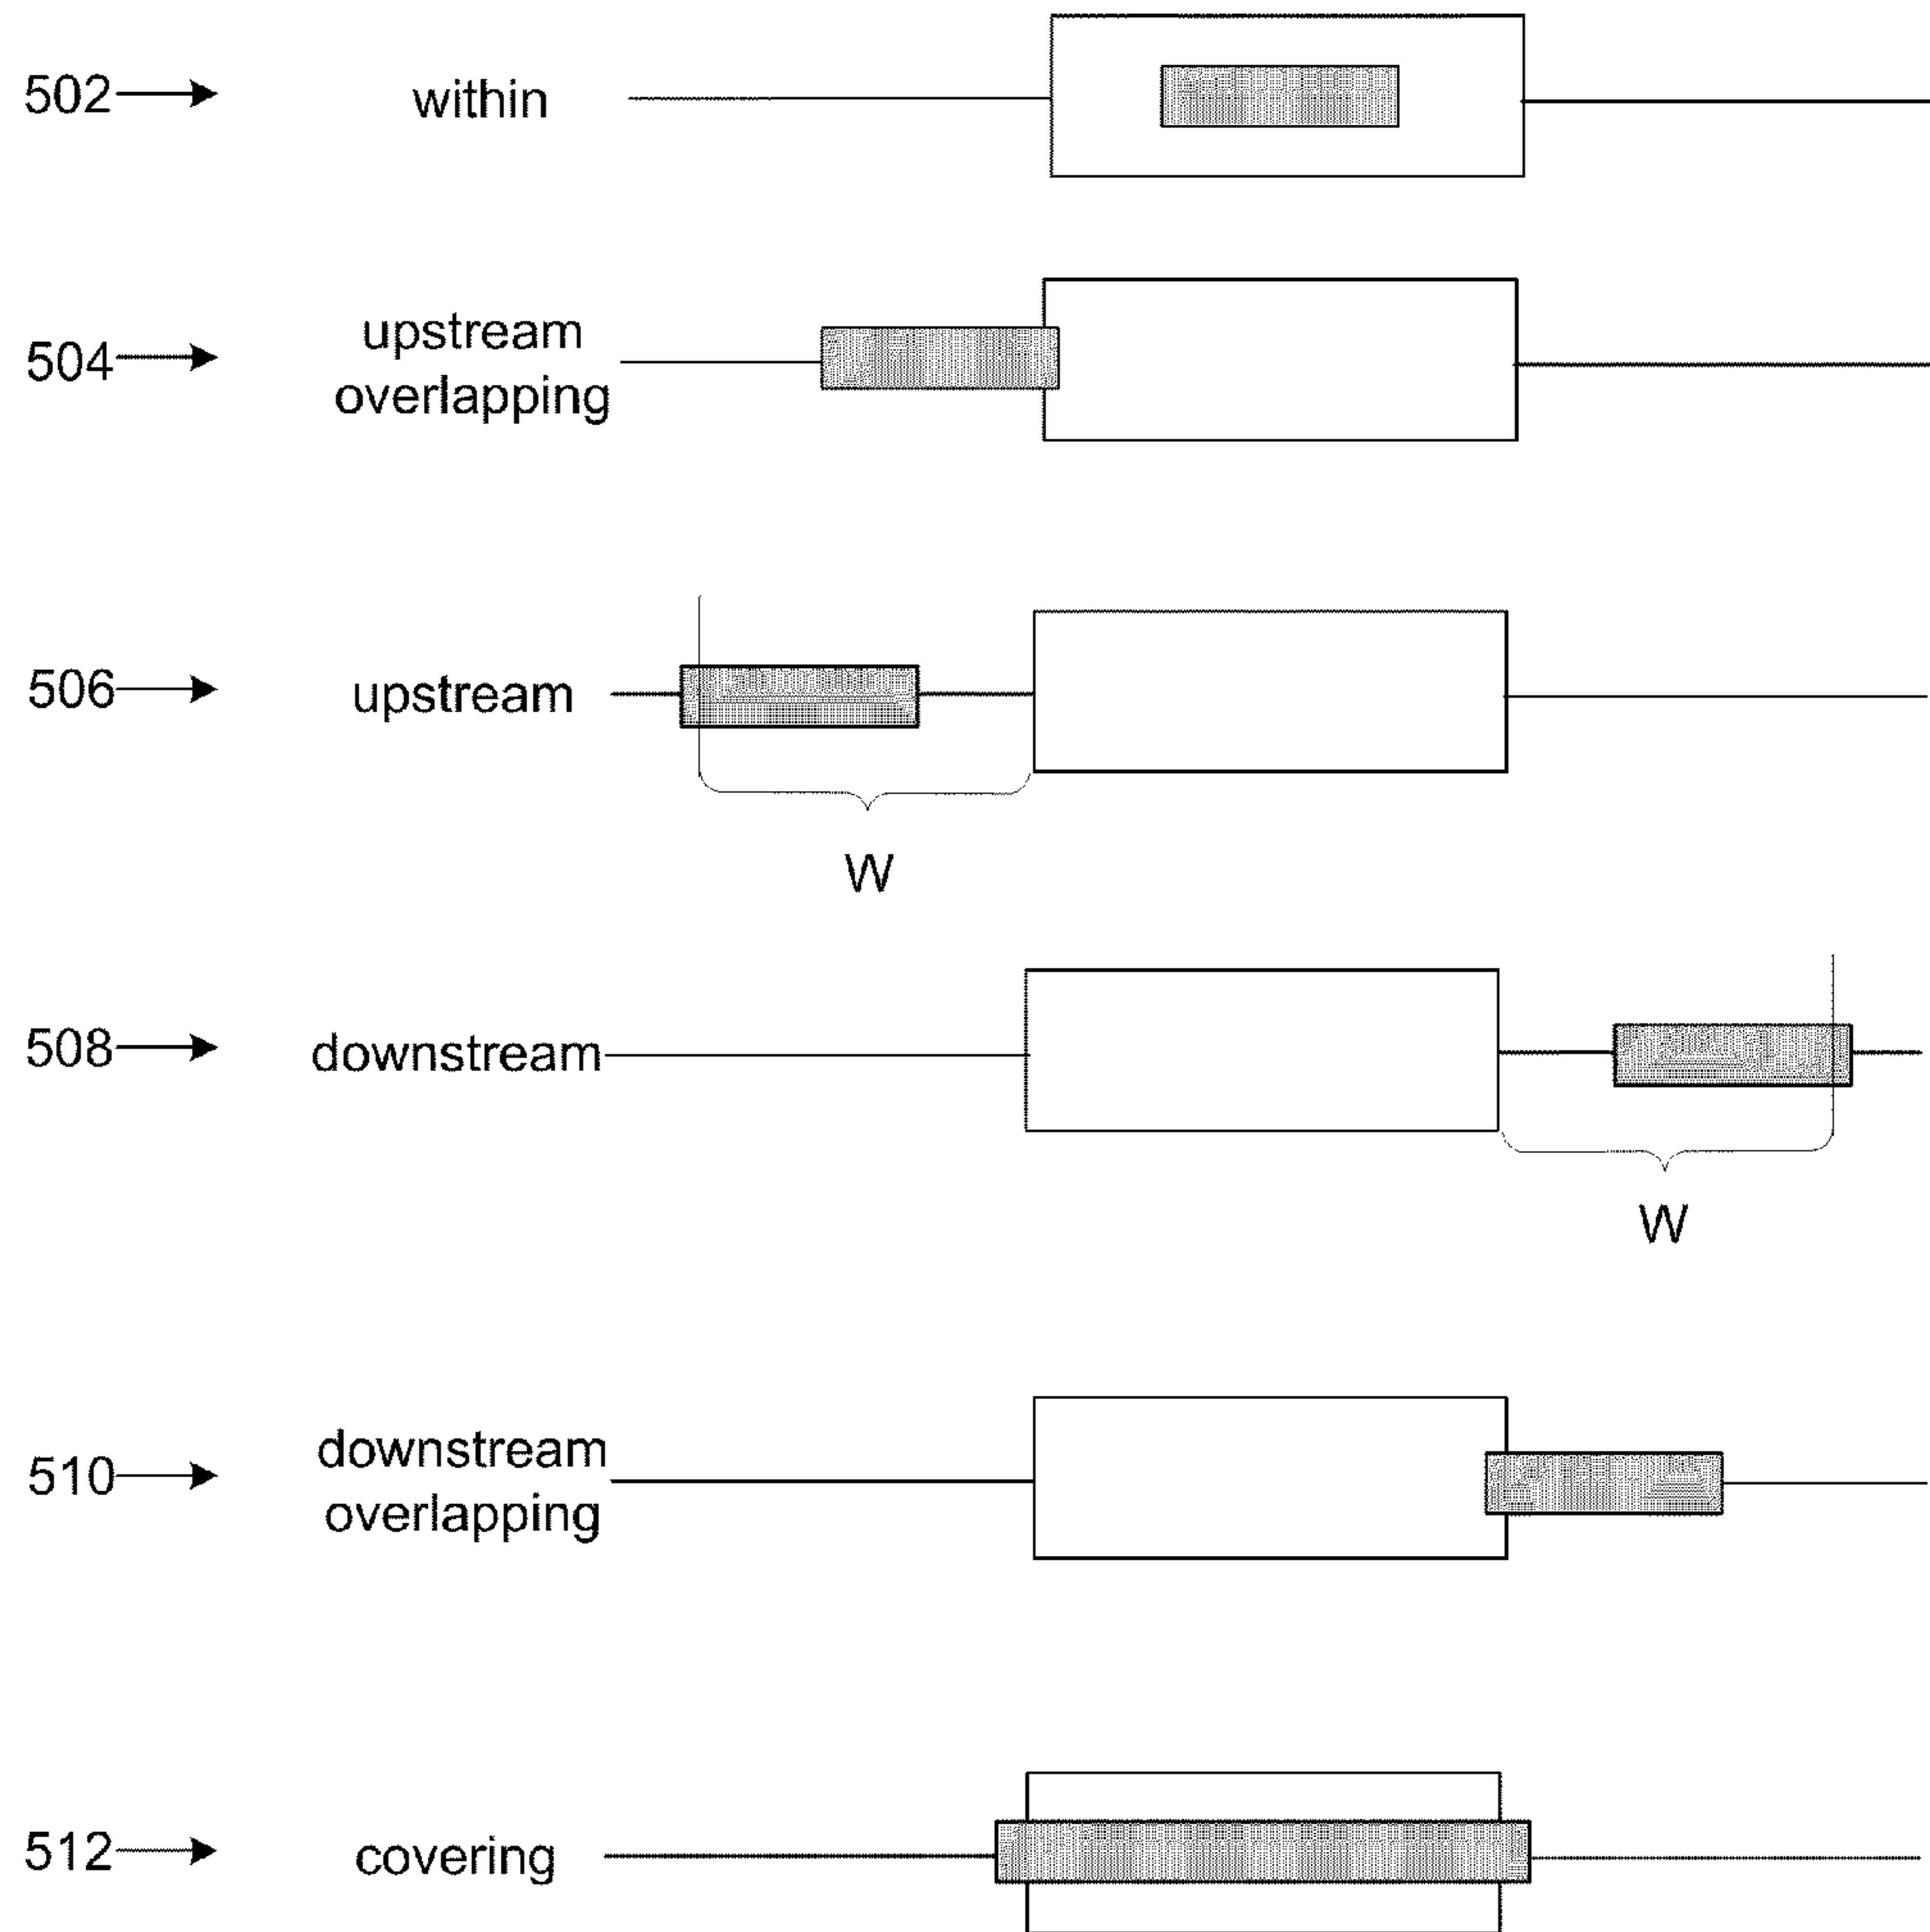 502
within
504
upstream
overlapping
506
upstream
W
508
downstream
W
510
downstream
overlapping
512
covering